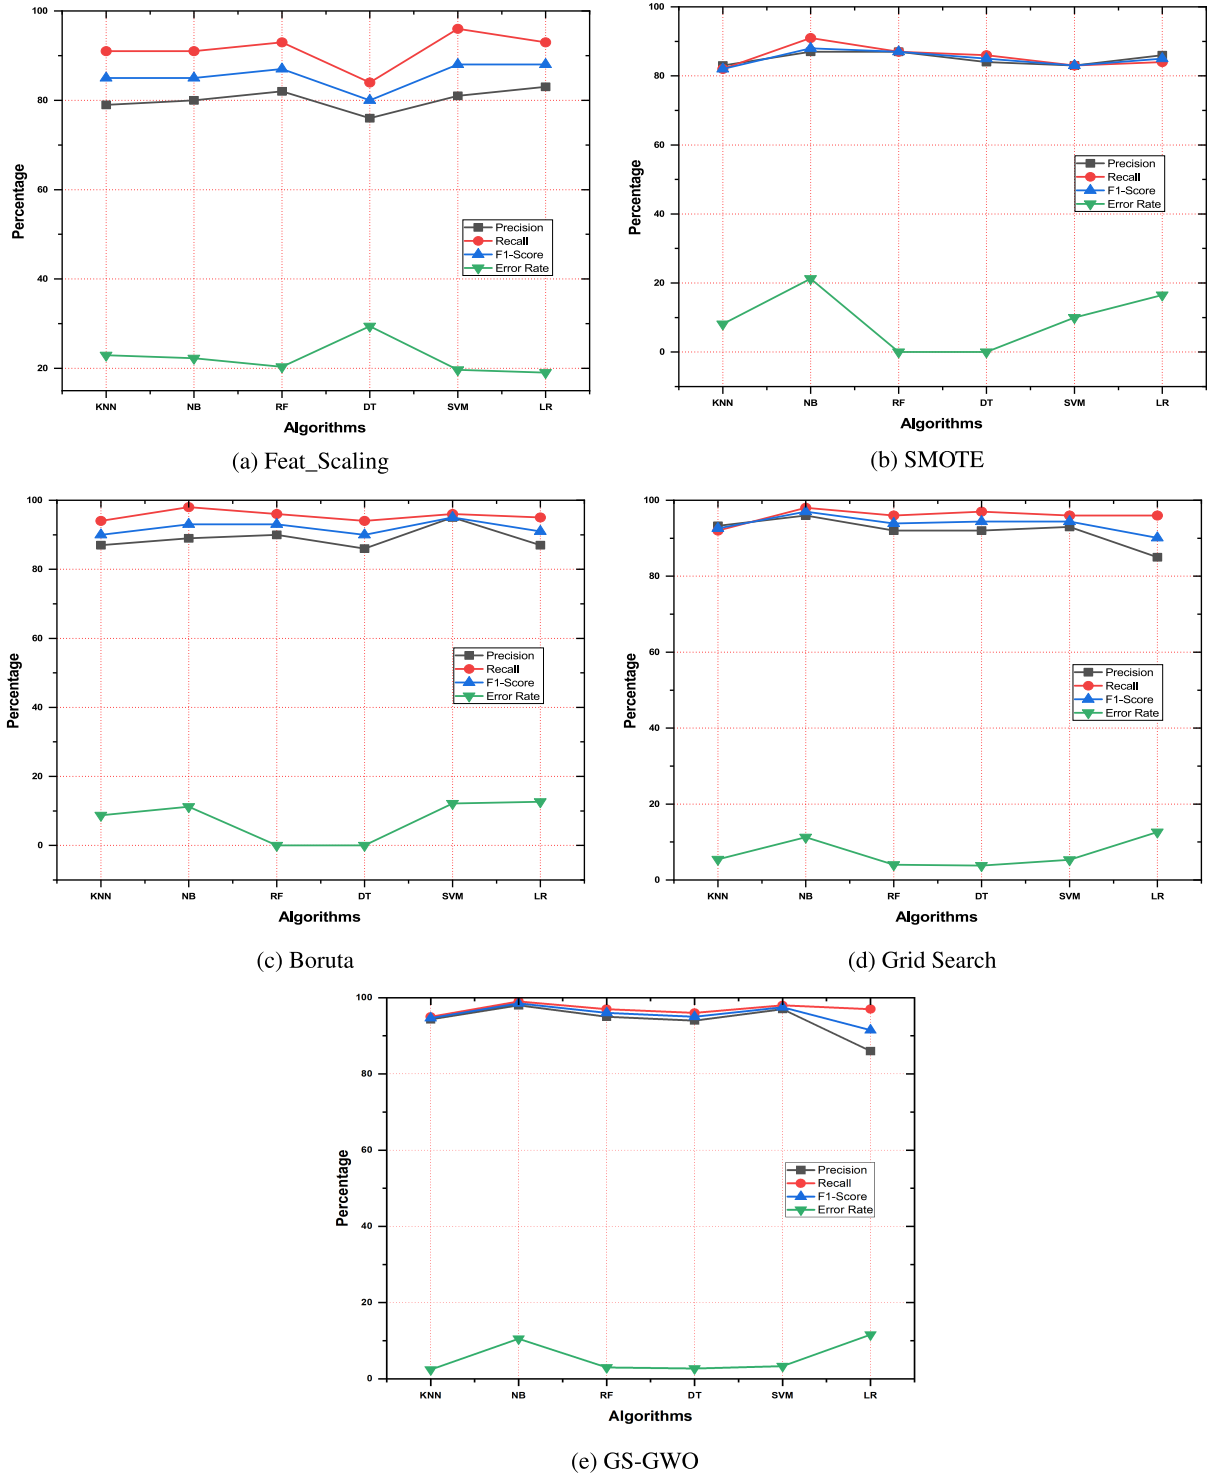 100
80
60
40
20
Percentage
Precision
Recall
F1-Score
Error Rate
KNN NB RF DT SVM LR
Algorithms
(a) Feat_Scaling
100
80
60
40
20
0
Percentage
Precision
Recall
F1-Score
Error Rate
KNN NB RF DT SVM LR
Algorithms
(b) SMOTE
100
80
60
40
20
0
Percentage
Precision
Recall
F1-Score
Error Rate
KNN NB RF DT SVM LR
Algorithms
(c) Boruta
100
80
60
40
20
0
Percentage
Precision
Recall
F1-Score
Error Rate
KNN NB RF DT SVM LR
Algorithms
(d) Grid Search
100
80
60
40
20
0
Percentage
Precision
Recall
F1-Score
Error Rate
KNN NB RF DT SVM LR
Algorithms
(e) GS-GWO